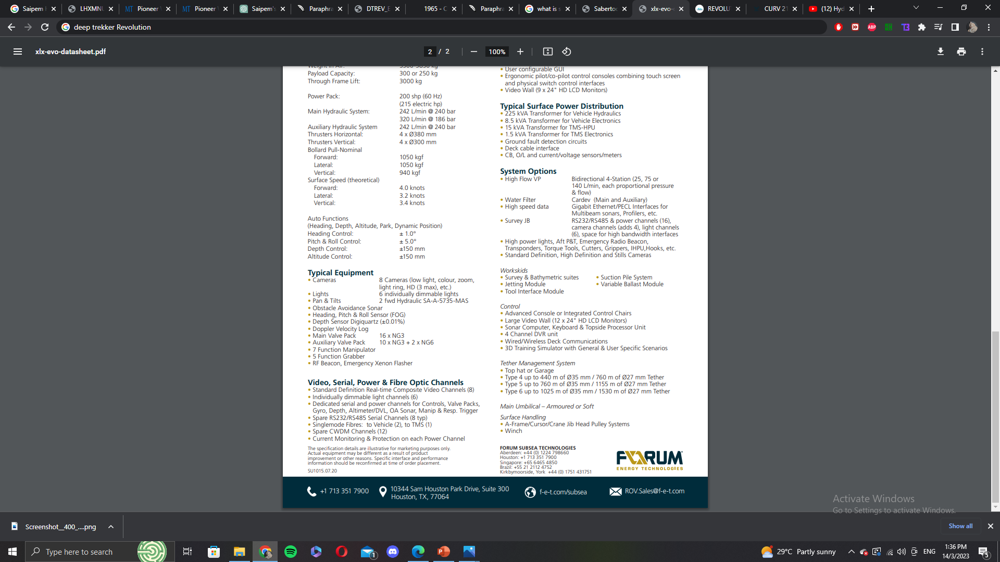 Saipem
LHXMNU
MT Pioneer
MT Pioneer
Saipem's
Paraphra
DTREV_E
1965 - C
Paraphra
what is s
Sabertoo
xlx-evo-
REVOLU
CURV 21
(12) Hyd
deep trekker Revolution
xlx-evo-datasheet.pdf
2 / 2
100%
Weight in Air:
Payload Capacity: 300 or 250 kg
Through Frame Lift: 3000 kg
Power Pack: 200 shp (60 Hz)
(215 electric hp)
Main Hydraulic System: 242 L/min @ 240 bar
320 L/min @ 186 bar
Auxiliary Hydraulic System 242 L/min @ 240 bar
Thrusters Horizontal: 4 x Ø380 mm
Thrusters Vertical: 4 x Ø300 mm
Bollard Pull-Nominal
Forward: 1050 kgf
Lateral: 1050 kgf
Vertical: 940 kgf
Surface Speed (theoretical)
Forward: 4.0 knots
Lateral: 3.2 knots
Vertical: 3.4 knots
Auto Functions
(Heading, Depth, Altitude, Park, Dynamic Position)
Heading Control: ± 1.0°
Pitch & Roll Control: ± 5.0°
Depth Control: ±150 mm
Altitude Control: ±150 mm
Typical Equipment
• Cameras 8 Cameras (low light, colour, zoom,
light ring, HD (3 max), etc.)
• Lights 6 individually dimmable lights
• Pan & Tilts 2 fwd Hydraulic SA-A-5735-MAS
• Obstacle Avoidance Sonar
• Heading, Pitch & Roll Sensor (FOG)
• Depth Sensor Digiquartz (±0.01%)
• Doppler Velocity Log
• Main Valve Pack 16 x NG3
• Auxiliary Valve Pack 10 x NG3 + 2 x NG6
• 7 Function Manipulator
• 5 Function Grabber
• RF Beacon, Emergency Xenon Flasher
Video, Serial, Power & Fibre Optic Channels
• Standard Definition Real-time Composite Video Channels (8)
• Individually dimmable light channels (6)
• Dedicated serial and power channels for Controls, Valve Packs,
Gyro, Depth, Altimeter/DVL, OA Sonar, Manip & Resp. Trigger
• Spare RS232/RS485 Serial Channels (8 typ)
• Singlemode Fibres: to Vehicle (2), to TMS (1)
• Spare CWDM Channels (12)
• Current Monitoring & Protection on each Power Channel
The specification details are illustrative for marketing purposes only.
Actual equipment may be different as a result of product
improvement or other reasons. Specific interface and performance
information should be reconfirmed at time of order placement.
SU1015.07.20
• User configurable GUI
• Ergonomic pilot/co-pilot control consoles combining touch screen
and physical switch control interfaces
• Video Wall (9 x 24" HD LCD Monitors)
Typical Surface Power Distribution
• 225 kVA Transformer for Vehicle Hydraulics
• 8.5 kVA Transformer for Vehicle Electronics
• 15 kVA Transformer for TMS-HPU
• 1.5 kVA Transformer for TMS Electronics
• Ground fault detection circuits
• Deck cable interface
• CB, O/L and current/voltage sensors/meters
System Options
• High Flow VP Bidirectional 4-Station (25, 75 or
140 L/min, each proportional pressure
& flow)
• Water Filter Cardev (Main and Auxiliary)
• High speed data Gigabit Ethernet/PECL Interfaces for
Multibeam sonars, Profilers, etc.
• Survey JB RS232/RS485 & power channels (16),
camera channels (adds 4), light channels
(6), space for high bandwidth interfaces
• High power lights, Aft P&T, Emergency Radio Beacon,
Transponders, Torque Tools, Cutters, Grippers, IHPU,Hooks, etc.
• Standard Definition, High Definition and Stills Cameras
Workskids
• Survey & Bathymetric suites • Suction Pile System
• Jetting Module • Variable Ballast Module
• Tool Interface Module
Control
• Advanced Console or Integrated Control Chairs
• Large Video Wall (12 x 24" HD LCD Monitors)
• Sonar Computer, Keyboard & Topside Processor Unit
• 4 Channel DVR unit
• Wired/Wireless Deck Communications
• 3D Training Simulator with General & User Specific Scenarios
Tether Management System
• Top hat or Garage
• Type 4 up to 440 m of Ø35 mm / 760 m of Ø27 mm Tether
• Type 5 up to 760 m of Ø35 mm / 1155 m of Ø27 mm Tether
• Type 6 up to 1025 m of Ø35 mm / 1530 m of Ø27 mm Tether
Main Umbilical – Armoured or Soft
Surface Handling
• A-Frame/Cursor/Crane Jib Head Pulley Systems
• Winch
FORUM SUBSEA TECHNOLOGIES
Aberdeen: +44 (0) 1224 798660
Houston: +1 713 351 7900
Singapore: +65 6465 4850
Brazil: +55 21 2112 4752
Kirkbymoorside, York +44 (0) 1751 431751
FORUM
ENERGY TECHNOLOGIES
+1 713 351 7900
10344 Sam Houston Park Drive, Suite 300
Houston, TX, 77064
f-e-t.com/subsea
ROV.Sales@f-e-t.com
Activate Windows
Go to Settings to activate Windows.
Screenshot__400_....png
Show all
Type here to search
1
29°C Partly sunny
ENG
1:36 PM
14/3/2023
5